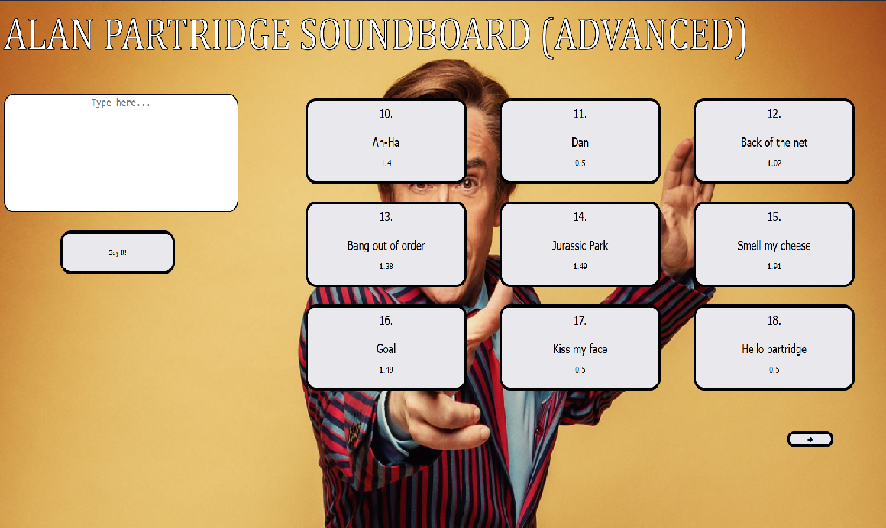 ALAN PARTRIDGE SOUNDBOARD (ADVANCED)
Type here...
Say it!
10.
Ah-Ha
1.4
11.
Dan
0.5
12.
Back of the net
1.02
13.
Bang out of order
1.38
14.
Jurassic Park
1.49
15.
Smell my cheese
1.91
16.
Goal
1.49
17.
Kiss my face
0.5
18.
Hello partridge
0.5
→